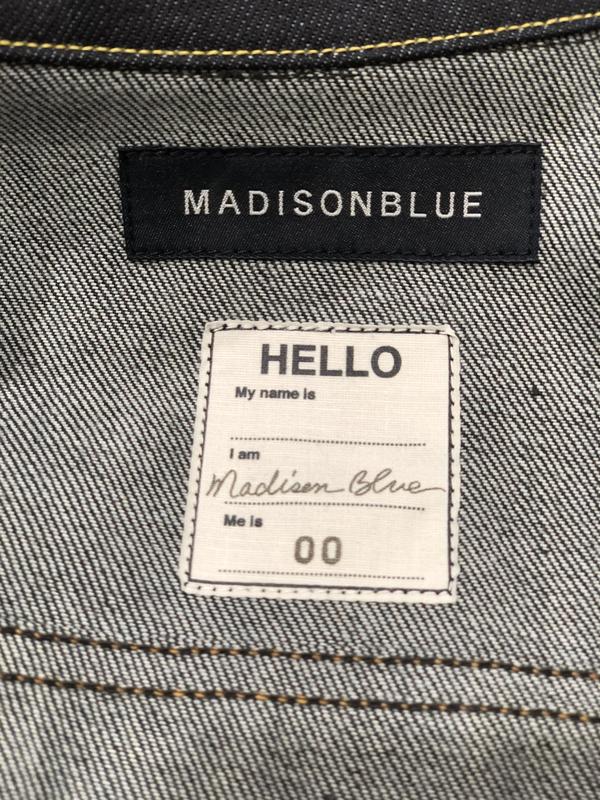 MADISONBLUE
HELLO
My name is
I am
Madison Blue
Me is
00